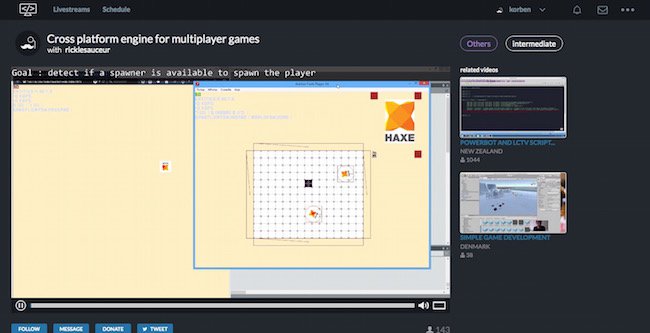 Livestreams Schedule
korben
Cross platform engine for multiplayer games
with ricklesauceur
Others
Intermediate
related videos
Goal : detect if a spawner is available to spawn the player
HAXE
POWERBOT AND LCTV SCRIPT...
NEW ZEALAND
1044
SIMPLE GAME DEVELOPMENT
DENMARK
58
FOLLOW
MESSAGE
DONATE
TWEET
143